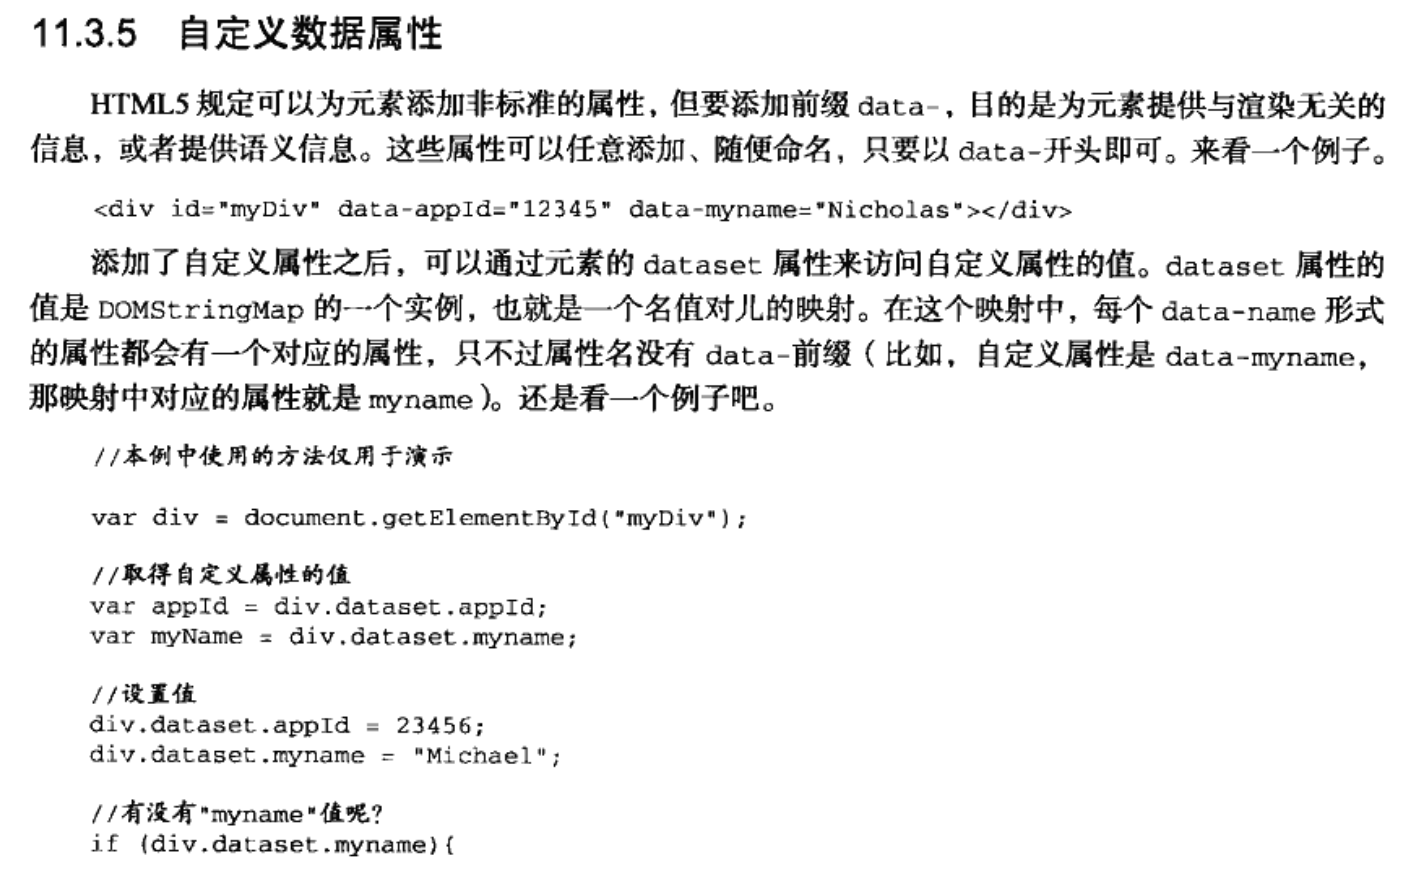 11.3.5 自定义数据属性
HTML5 规定可以为元素添加非标准的属性，但要添加前缀 data-，目的是为元素提供与渲染无关的
信息，或者提供语义信息。这些属性可以任意添加、随便命名，只要以 data-开头即可。来看一个例子。
<div id="myDiv" data-appId="12345" data-myname="Nicholas"></div>
添加了自定义属性之后，可以通过元素的 dataset 属性来访问自定义属性的值。dataset 属性的
值是 DOMStringMap 的一个实例，也就是一个名值对儿的映射。在这个映射中，每个 data-name 形式
的属性都会有一个对应的属性，只不过属性名没有 data-前缀（比如，自定义属性是 data-myname，
那映射中对应的属性就是 myname）。还是看一个例子吧。
//本例中使用的方法仅用于演示
var div = document.getElementById("myDiv");
//取得自定义属性的值
var appId = div.dataset.appId;
var myName = div.dataset.myname;
//设置值
div.dataset.appId = 23456;
div.dataset.myname = "Michael";
//有没有"myname"值呢?
if (div.dataset.myname){